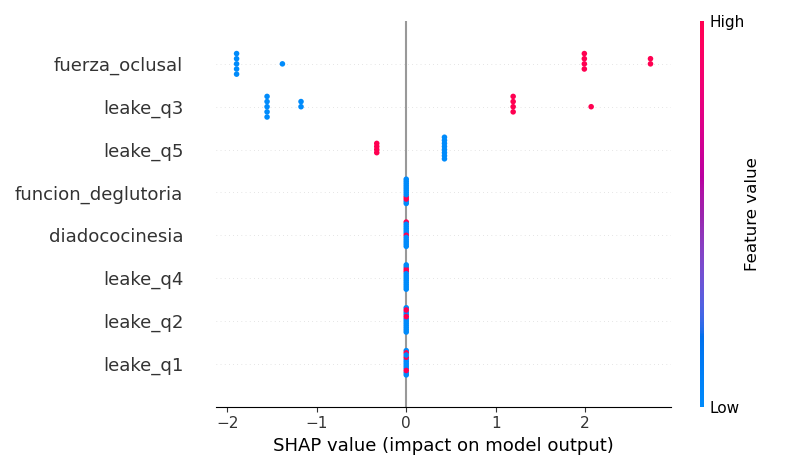 High
fuerza_oclusal
leake_q3
leake_q5
funcion_deglutoria
diadococinesia
leake_q4
leake_q2
leake_q1
Feature value
Low
−2 −1 0 1 2
SHAP value (impact on model output)